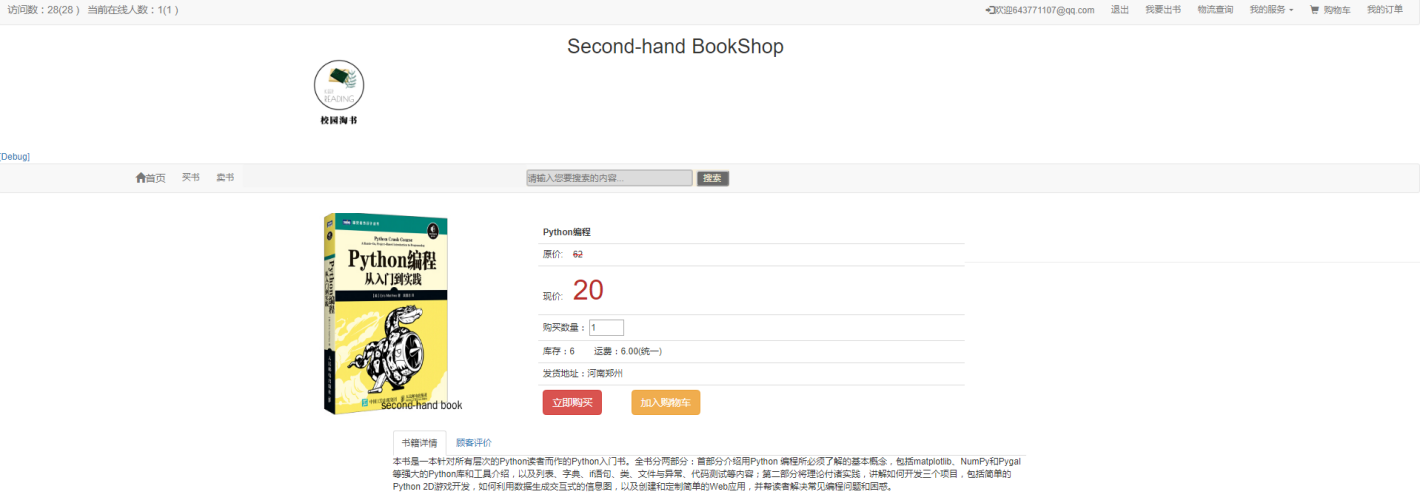 访问数：28(28 ) 当前在线人数：1(1 )
欢迎643771107@qq.com 退出 我要出书 物流查询 我的服务 购物车 我的订单
Second-hand BookShop
READING
校园淘书
[Debug]
首页 买书 卖书 请输入您要搜索的内容... 搜索
Python Crash Course
Python编程
从入门到实践
Python编程
从入门到实践
second-hand book
Python编程
原价: 62
现价: 20
购买数量：1
库存：6 运费：6.00(统一)
发货地址：河南郑州
立即购买 加入购物车
书籍详情 顾客评价
本书是一本针对所有层次的Python读者而作的Python入门书。全书分两部分：首部分介绍用Python 编程所必须了解的基本概念，包括matplotlib、NumPy和Pygal
等强大的Python库和工具介绍，以及列表、字典、if语句、类、文件与异常、代码测试等内容；第二部分将理论付诸实践，讲解如何开发三个项目，包括简单的
Python 2D游戏开发，如何利用数据生成交互式的信息图，以及创建和定制简单的Web应用，并帮读者解决常见编程问题和困惑。